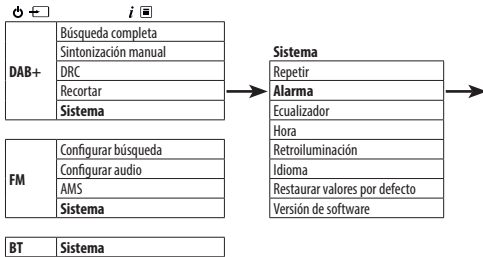 i
DAB+
Búsqueda completa
Sintonización manual
DRC
Recortar
Sistema
FM
Configurar búsqueda
Configurar audio
AMS
Sistema
BT
Sistema
Sistema
Repetir
Alarma
Ecualizador
Hora
Retroiluminación
Idioma
Restaurar valores por defecto
Versión de software